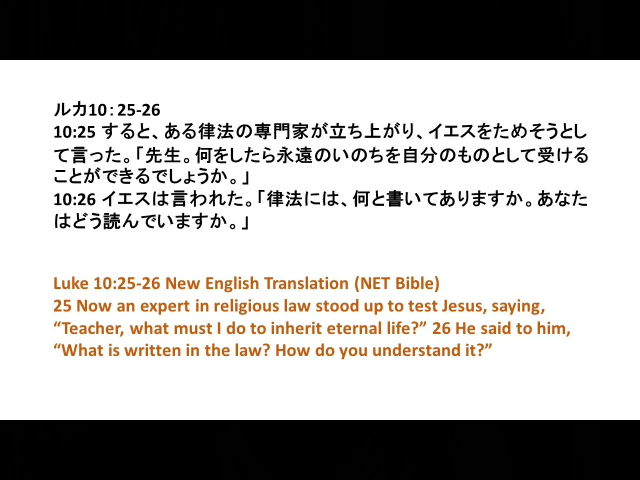 ルカ10：25-26
10:25 すると、ある律法の専門家が立ち上がり、イエスをためそうとし
て言った。「先生。何をしたら永遠のいのちを自分のものとして受ける
ことができるでしょうか。」
10:26 イエスは言われた。「律法には、何と書いてありますか。あなた
はどう読んでいますか。」
Luke 10:25-26 New English Translation (NET Bible)
25 Now an expert in religious law stood up to test Jesus, saying,
“Teacher, what must I do to inherit eternal life?” 26 He said to him,
“What is written in the law? How do you understand it?”